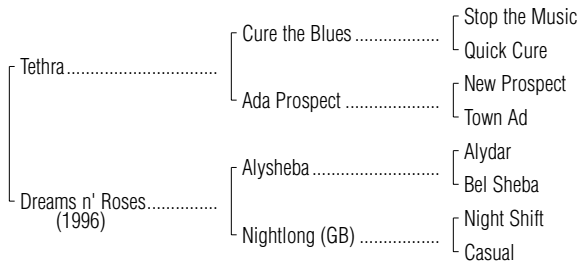 Stop the Music
Cure the Blues ..................
Quick Cure
Tethra................................
New Prospect
Ada Prospect ....................
Town Ad
Alydar
Alysheba ...........................
Bel Sheba
Dreams n' Roses...............
(1996)
Night Shift
Nightlong (GB) .................
Casual